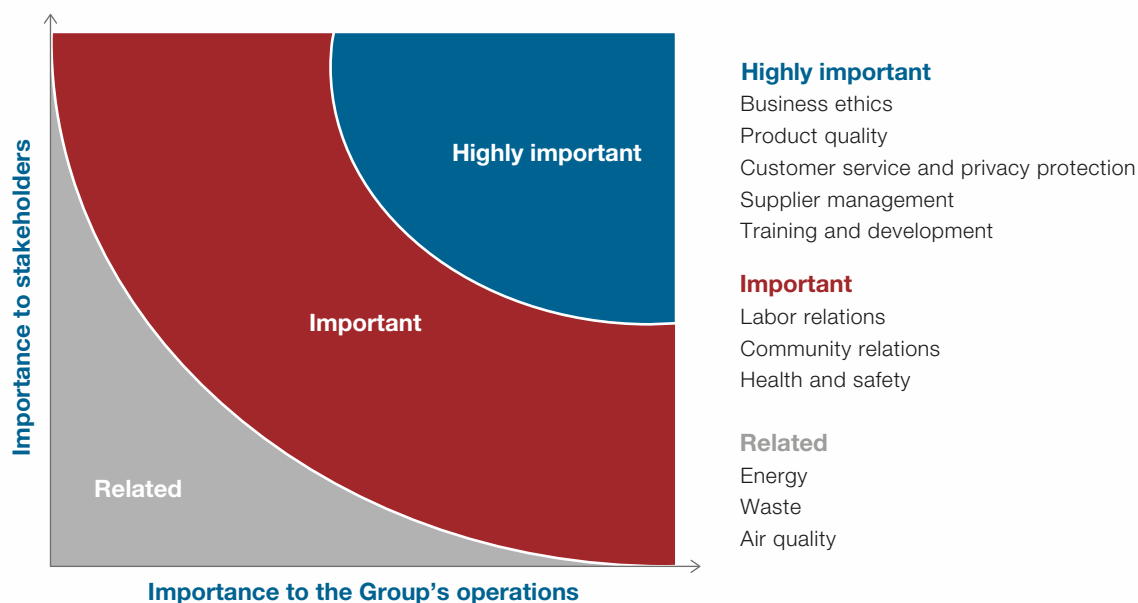 Importance to stakeholders
Highly important
Important
Related
Importance to the Group's operations
Highly important
Business ethics
Product quality
Customer service and privacy protection
Supplier management
Training and development
Important
Labor relations
Community relations
Health and safety
Related
Energy
Waste
Air quality